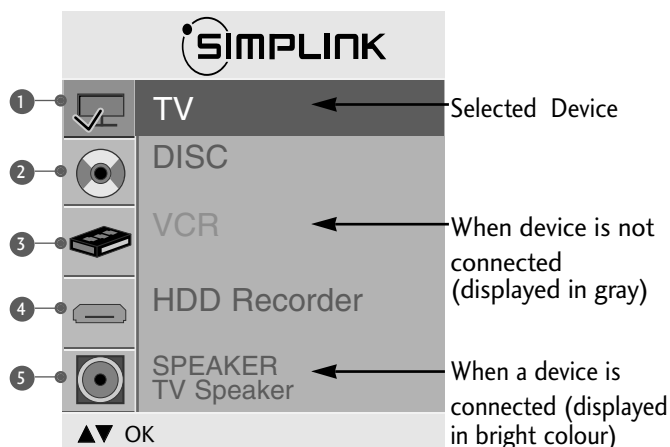 SIMPLINK
1
TV
Selected Device
2
DISC
3
VCR
When device is not
connected
(displayed in gray)
4
HDD Recorder
5
SPEAKER
TV Speaker
When a device is
connected (displayed
in bright colour)
▲▼ OK